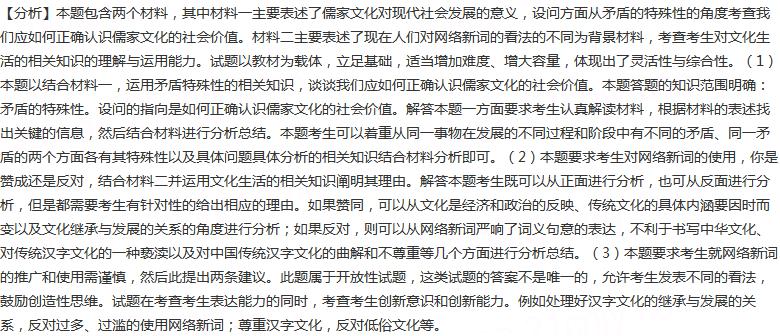 【分析】本题包含两个材料，其中材料一主要表述了儒家文化对现代社会发展的意义，设问方面从矛盾的特殊性的角度考查我
们应如何正确认识儒家文化的社会价值。材料二主要表述了现在人们对网络新词的看法的不同为背景材料，考查考生对文化生
活的相关知识的理解与运用能力。试题以教材为载体，立足基础，适当增加难度、增大容量，体现出了灵活性与综合性。（1）
本题以结合材料一，运用矛盾特殊性的相关知识，谈谈我们应如何正确认识儒家文化的社会价值。本题答题的知识范围明确：
矛盾的特殊性。设问的指向是如何正确认识儒家文化的社会价值。解答本题一方面要求考生认真解读材料，根据材料的表述找
出关键的信息，然后结合材料进行分析总结。本题考生可以着重从同一事物在发展的不同过程和阶段中有不同的矛盾、同一矛
盾的两个方面各有其特殊性以及具体问题具体分析的相关知识结合材料分析即可。（2）本题要求考生对网络新词的使用，你是
赞成还是反对，结合材料二并运用文化生活的相关知识阐明其理由。解答本题考生既可以从正面进行分析，也可从反面进行分
析，但是都需要考生有针对性的给出相应的理由。如果赞同，可以从文化是经济和政治的反映、传统文化的具体内涵要因时而
变以及文化继承与发展的关系的角度进行分析；如果反对，则可以从网络新词严响了词义句意的表达，不利于书写中华文化、
对传统汉字文化的一种亵渎以及对中国传统汉字文化的曲解和不尊重等几个方面进行分析总结。（3）本题要求考生就网络新词
的推广和使用需谨慎，然后此提出两条建议。此题属于开放性试题，这类试题的答案不是唯一的，允许考生发表不同的看法，
鼓励创造性思维。试题在考查考生表达能力的同时，考查考生创新意识和创新能力。例如处理好汉字文化的继承与发展的关
系，反对过多、过滥的使用网络新词；尊重汉字文化，反对低俗文化等。